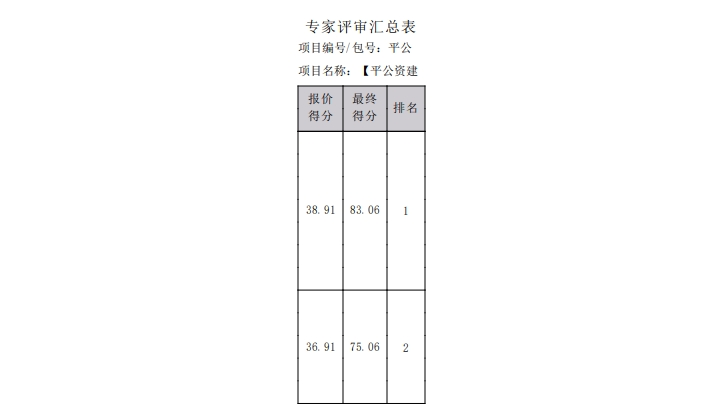 专家评审汇总表
项目编号/包号：平公
项目名称：【平公资建
报价得分 最终得分 排名
38.91 83.06 1
36.91 75.06 2